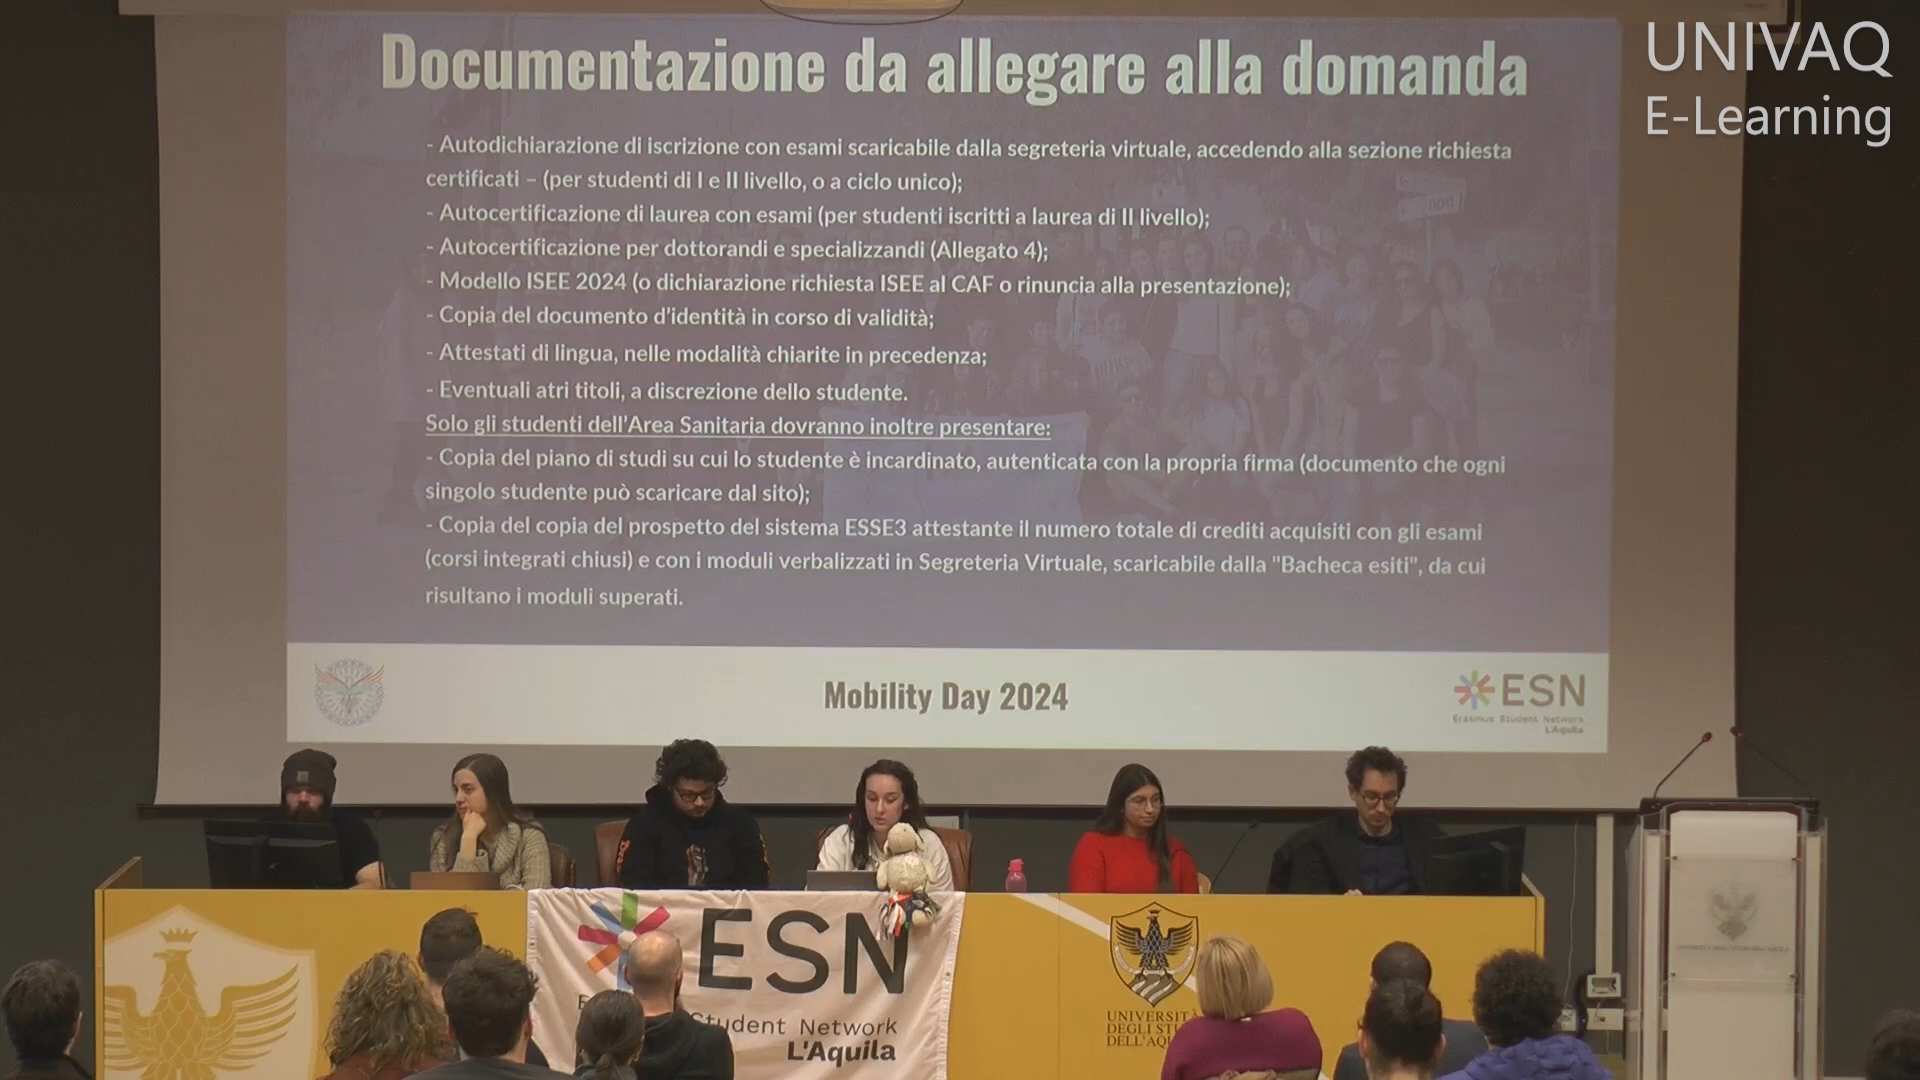 UNIVAQ
E-Learning
Documentazione da allegare alla domanda
- Autodichiarazione di iscrizione con esami scaricabile dalla segreteria virtuale, accedendo alla sezione richiesta
certificati – (per studenti di I e II livello, o a ciclo unico);
- Autocertificazione di laurea con esami (per studenti iscritti a laurea di II livello);
- Autocertificazione per dottorandi e specializzandi (Allegato 4);
- Modello ISEE 2024 (o dichiarazione richiesta ISEE al CAF o rinuncia alla presentazione);
- Copia del documento d'identità in corso di validità;
- Attestati di lingua, nelle modalità chiarite in precedenza;
- Eventuali atri titoli, a discrezione dello studente.
Solo gli studenti dell'Area Sanitaria dovranno inoltre presentare:
- Copia del piano di studi su cui lo studente è incardinato, autenticata con la propria firma (documento che ogni
singolo studente può scaricare dal sito);
- Copia del copia del prospetto del sistema ESSE3 attestante il numero totale di crediti acquisiti con gli esami
(corsi integrati chiusi) e con i moduli verbalizzati in Segreteria Virtuale, scaricabile dalla "Bacheca esiti", da cui
risultano i moduli superati.
Mobility Day 2024
ESN
Erasmus Student Network
L'Aquila
ESN
Student Network
L'Aquila
UNIVERSITÀ
DEGLI STU
DELL'AQ